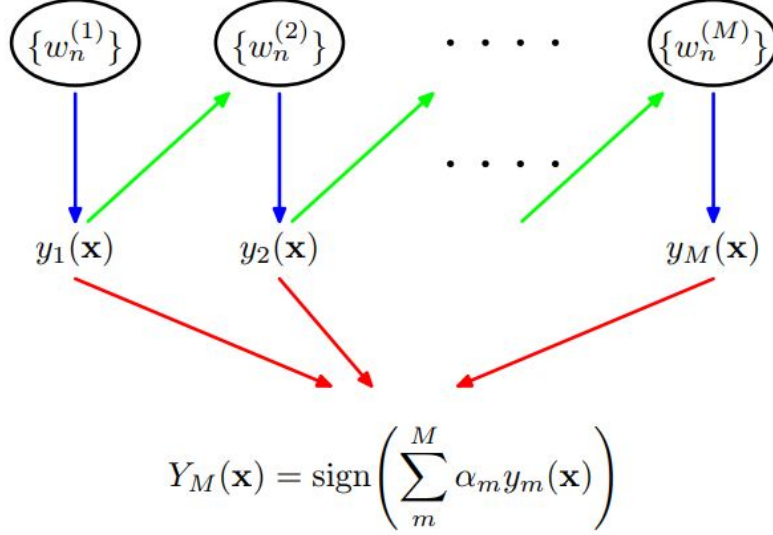 {w_n^{(1)}} {w_n^{(2)}} · · · · {w_n^{(M)}}
· · · ·
y_1(𝐱) y_2(𝐱) y_M(𝐱)
Y_M(𝐱) = sign(∑_m^M α_m y_m(𝐱))